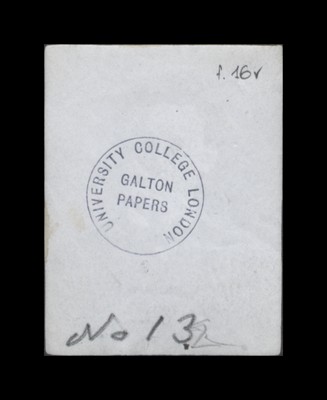 f. 16v
UNIVERSITY COLLEGE LONDON
GALTON
PAPERS
No 13